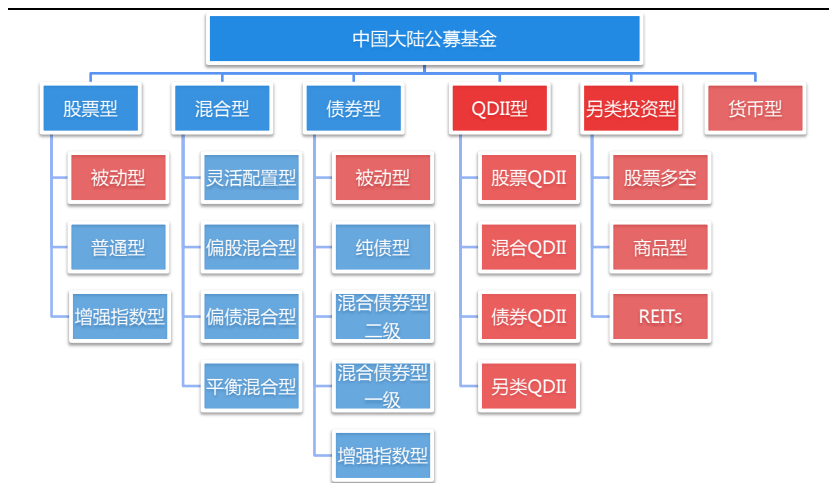 中国大陆公募基金
股票型
混合型
债券型
QDII型
另类投资型
货币型
被动型
灵活配置型
被动型
股票QDII
股票多空
普通型
偏股混合型
纯债型
混合QDII
商品型
增强指数型
偏债混合型
混合债券型
二级
债券QDII
REITs
平衡混合型
混合债券型
一级
另类QDII
增强指数型